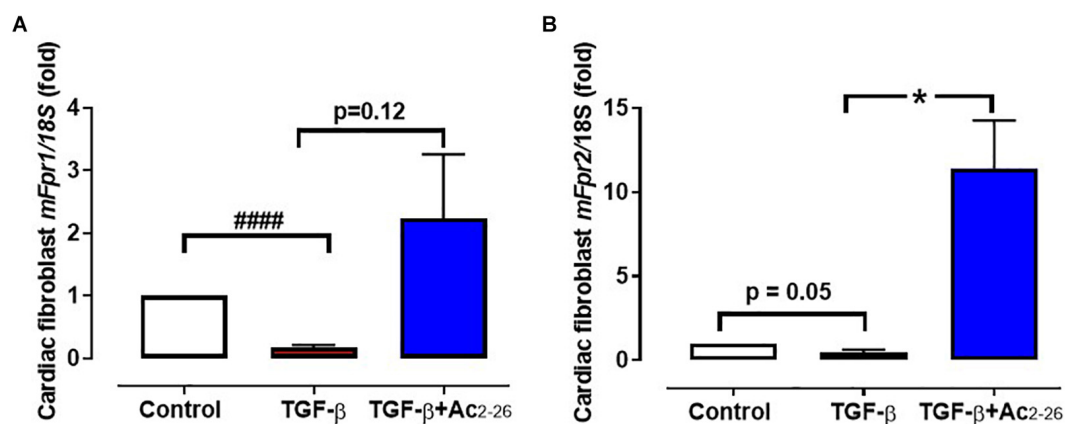 A
Cardiac fibroblast mFpr1/18S (fold)
4
3
2
1
0
p=0.12
####
Control TGF-β TGF-β+Ac2-26
B
Cardiac fibroblast mFpr2/18S (fold)
15
10
5
0
*
p = 0.05
Control TGF-β TGF-β+Ac2-26